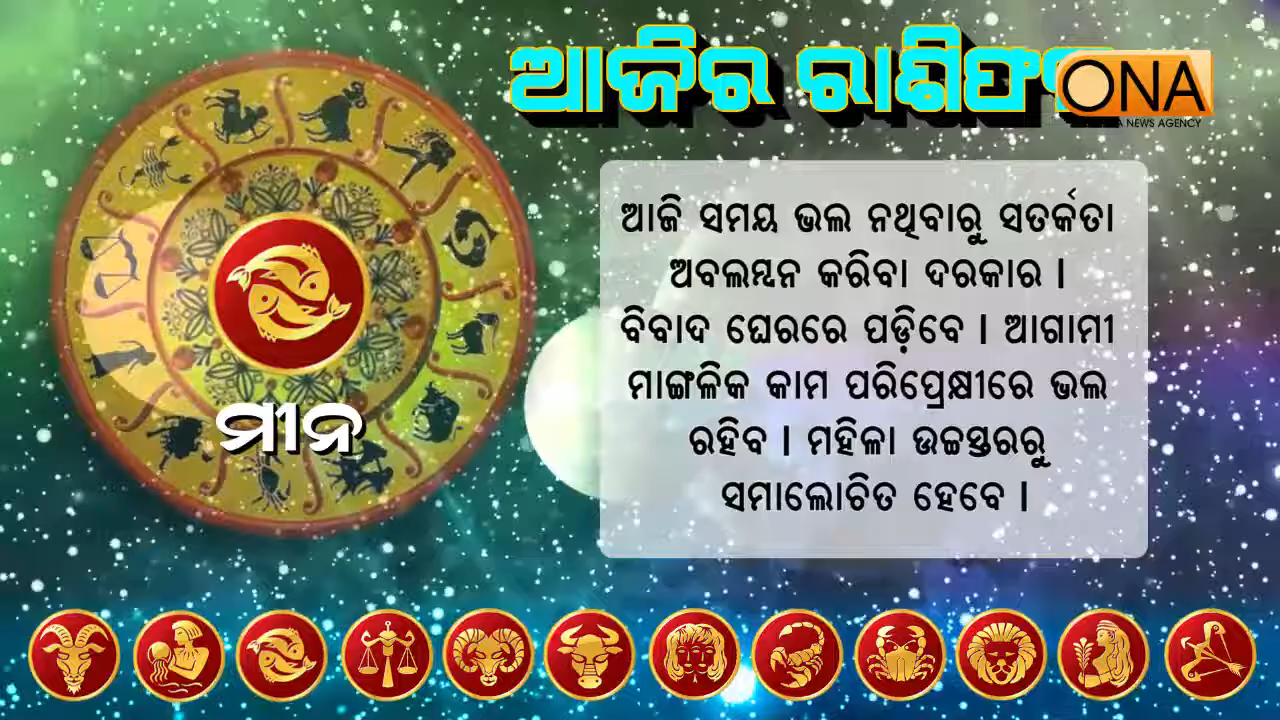 ଆଜିର
ONA
A NEWS AGENCY
ଆଜି ସମୟ ଭଲ ନଥିବାରୁ ସତର୍କତା
ଅବଲମ୍ବନ କରିବା ଦରକାର ।
ବିବାଦ ଘେରରେ ପଡ଼ିବେ । ଆଗାମୀ
ମାଙ୍ଗଳିକ କାମ ପରିପ୍ରେକ୍ଷୀରେ ଭଲ
ରହିବ । ମହିଳା ଉଚ୍ଚସ୍ତରରୁ
ସମାଲୋଚିତ ହେବେ ।
ମୀନ